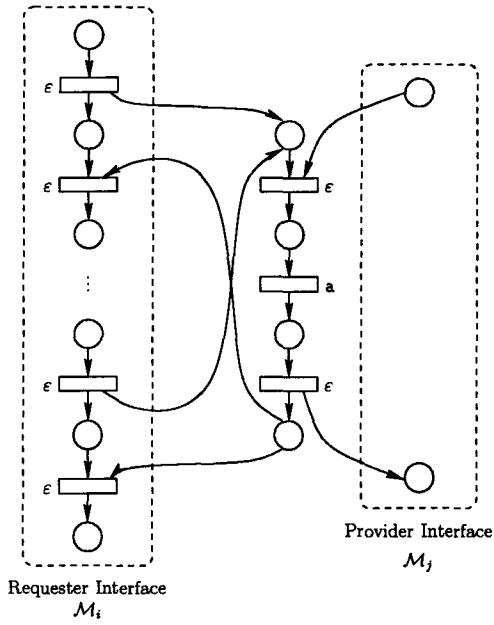 ε
ε
ε
⋮
a
ε
ε
ε
Provider Interface
ℳj
Requester Interface
ℳi